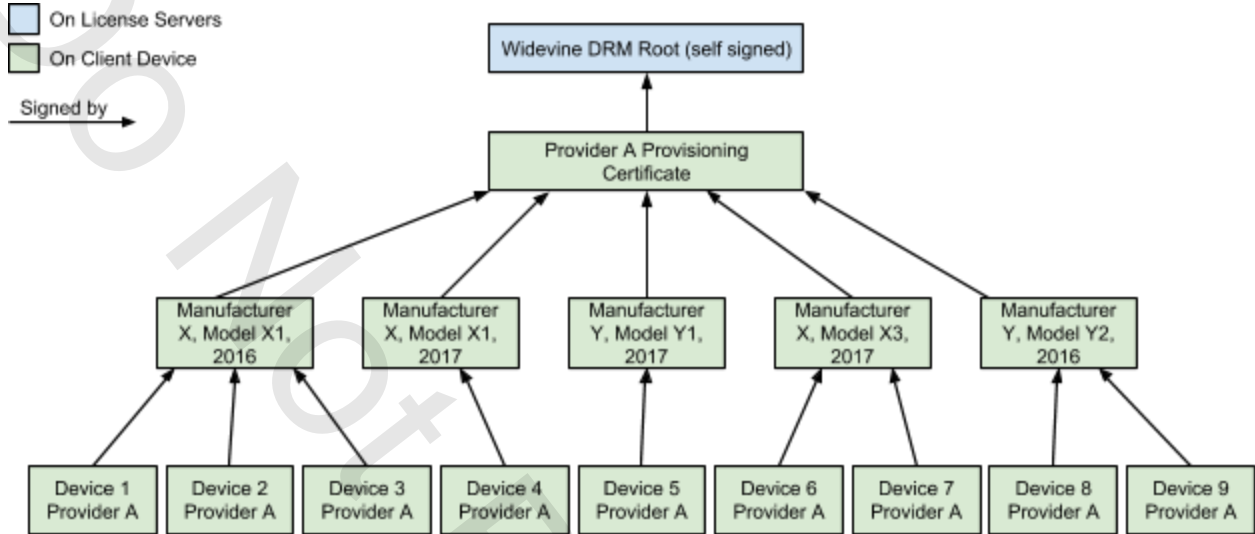 On License Servers
On Client Device
Signed by
Widevine DRM Root (self signed)
Provider A Provisioning
Certificate
Manufacturer
X, Model X1,
2016
Manufacturer
X, Model X1,
2017
Manufacturer
Y, Model Y1,
2017
Manufacturer
X, Model X3,
2017
Manufacturer
Y, Model Y2,
2016
Device 1
Provider A
Device 2
Provider A
Device 3
Provider A
Device 4
Provider A
Device 5
Provider A
Device 6
Provider A
Device 7
Provider A
Device 8
Provider A
Device 9
Provider A
Do Not